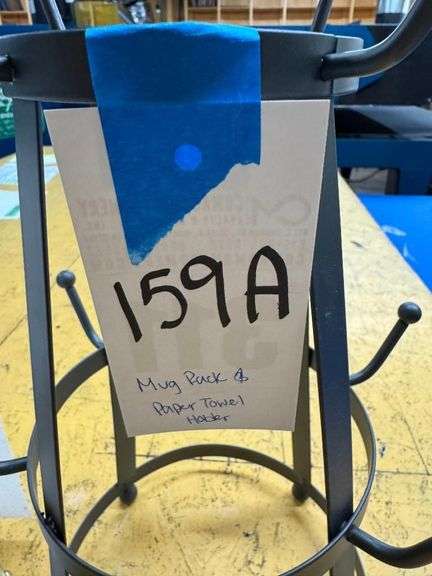 159A
Mug Rack &
Paper Towel
Holder